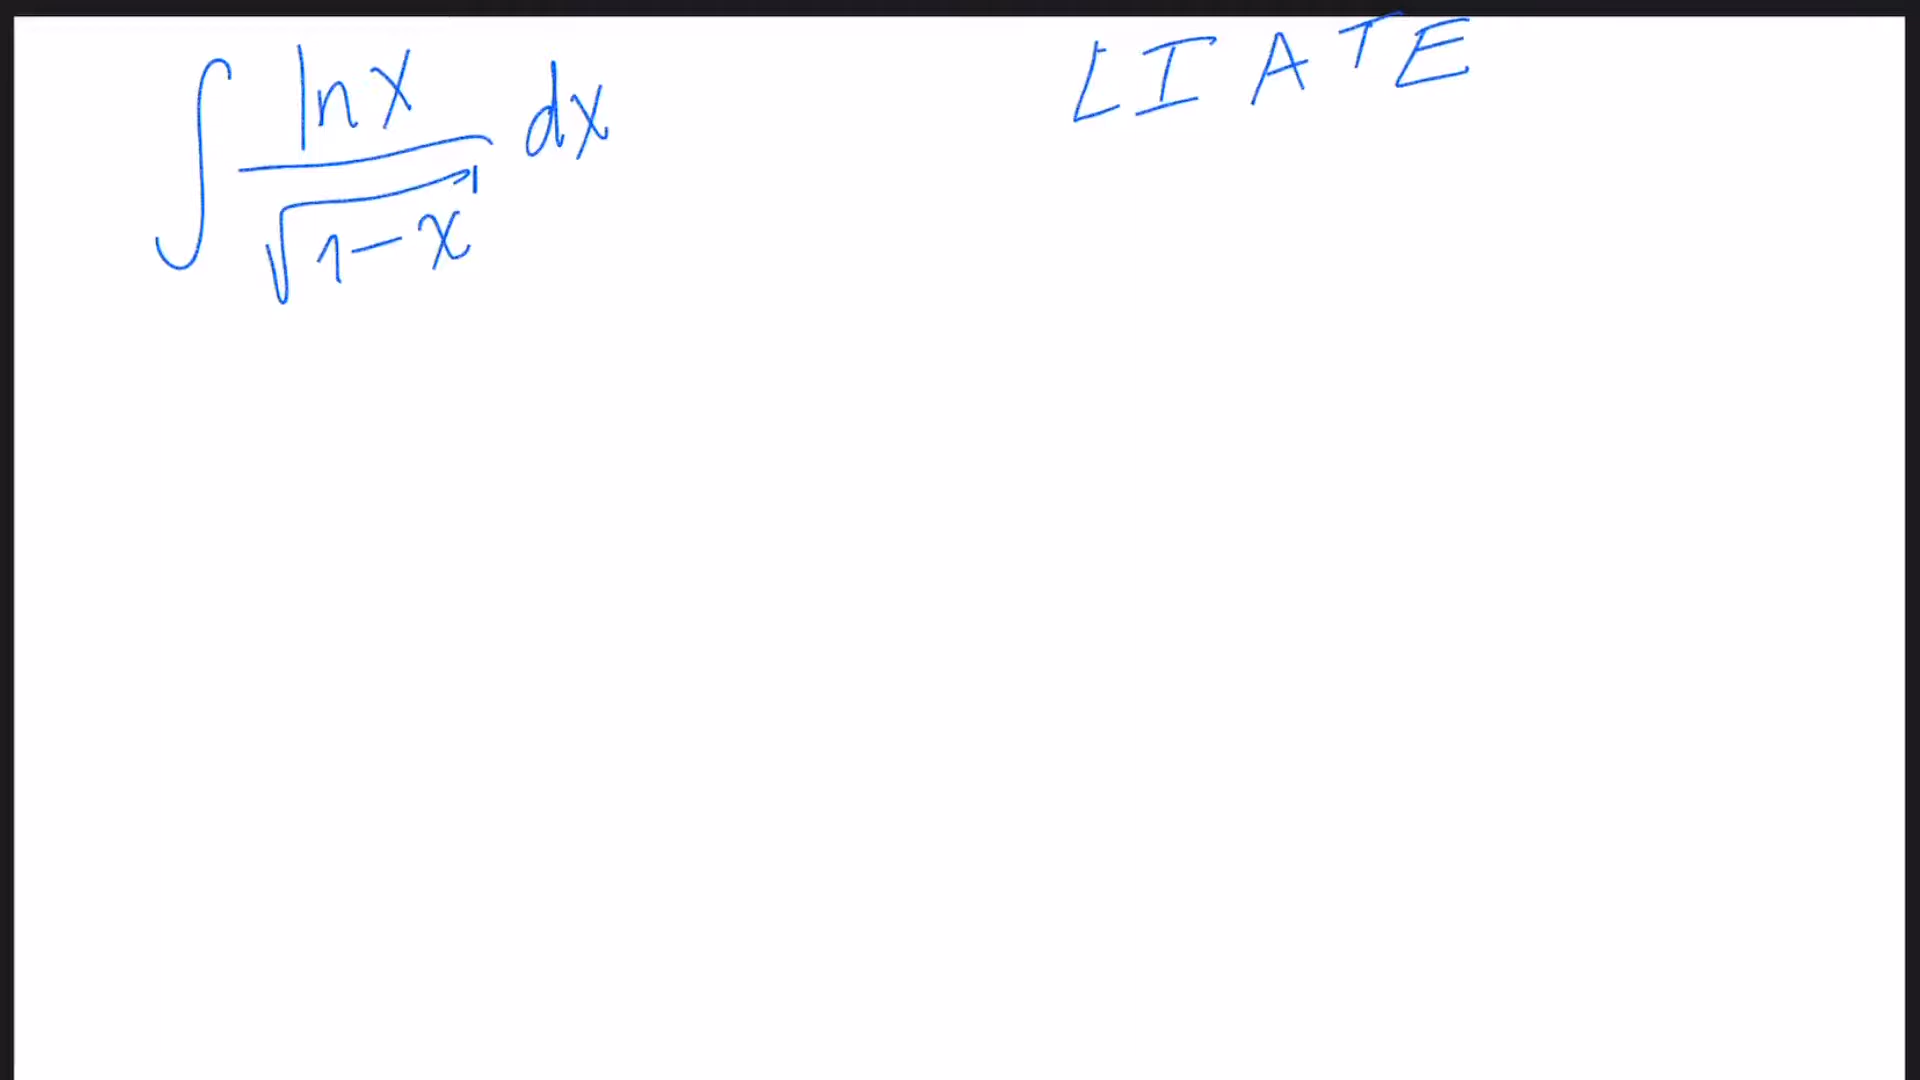 ∫ ln x / √(1-x) dx
LIATE